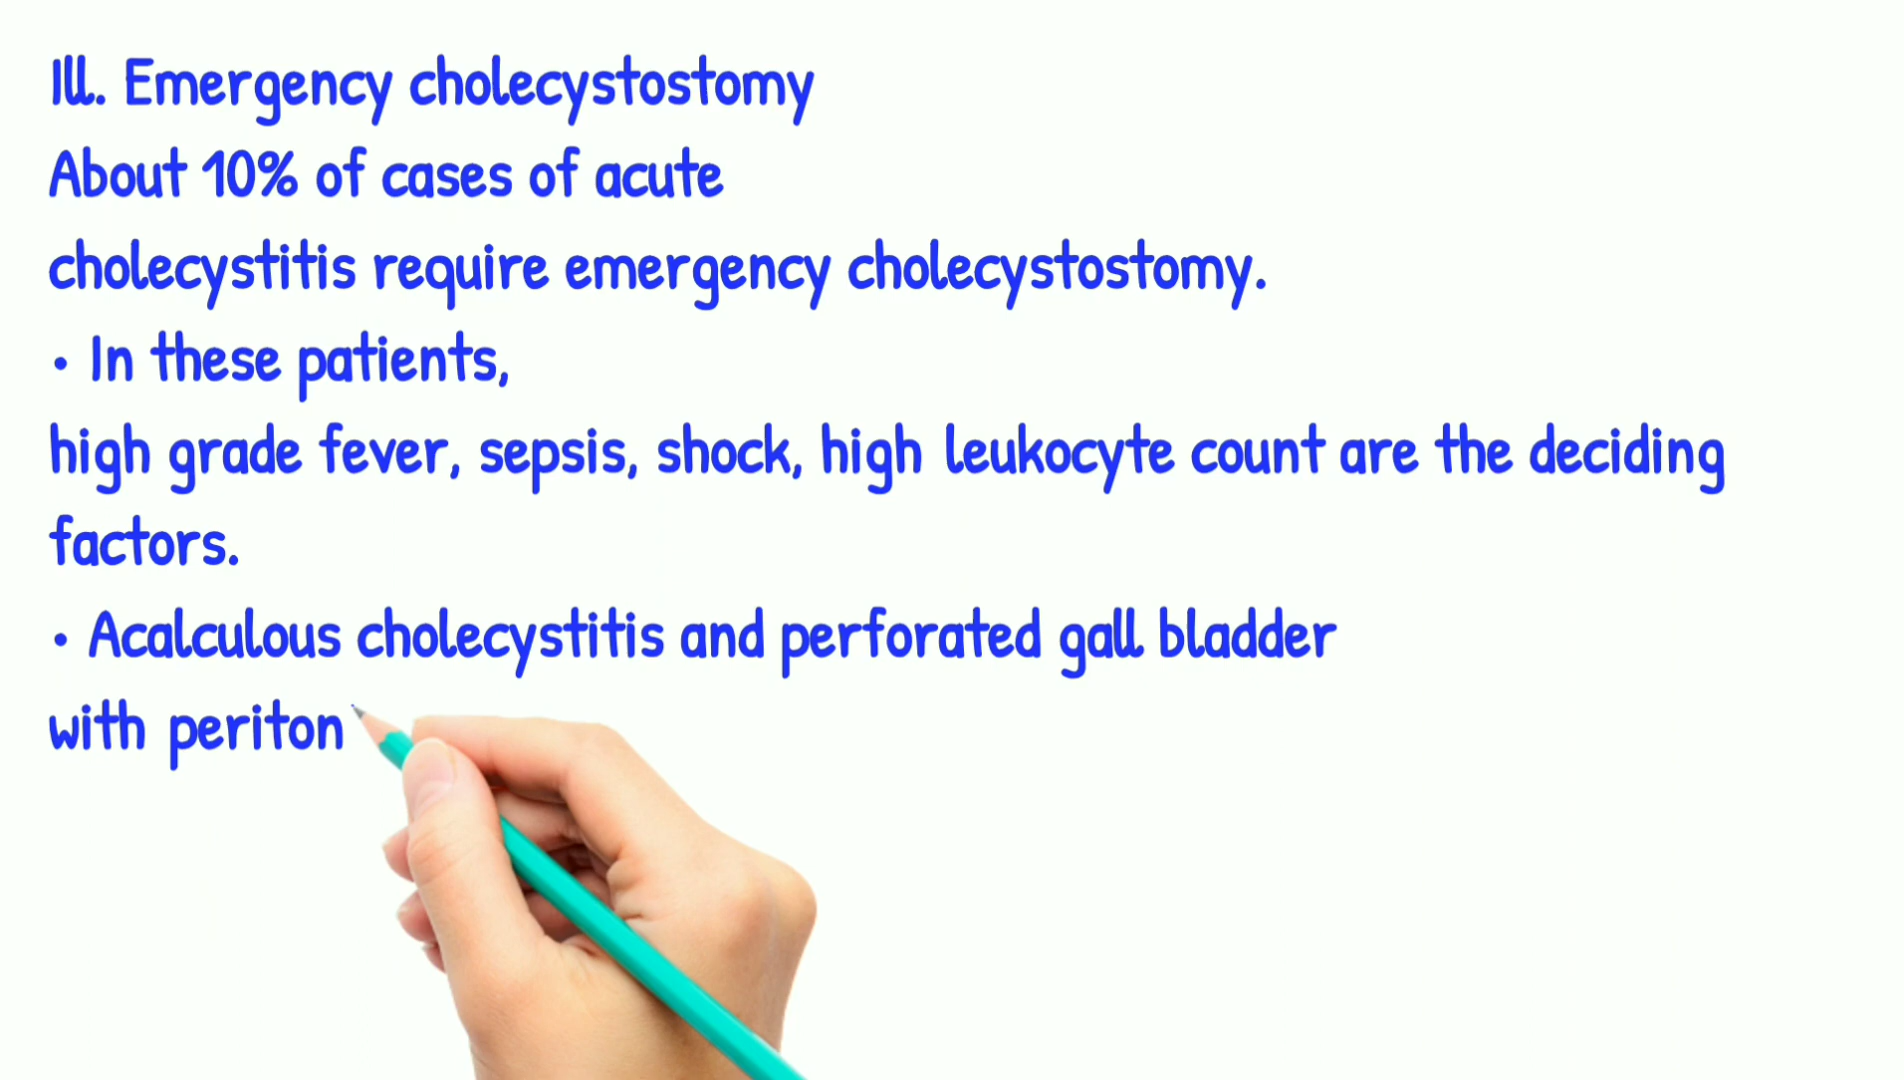 III. Emergency cholecystostomy
About 10% of cases of acute
cholecystitis require emergency cholecystostomy.
• In these patients,
high grade fever, sepsis, shock, high leukocyte count are the deciding
factors.
• Acalculous cholecystitis and perforated gall bladder
with periton